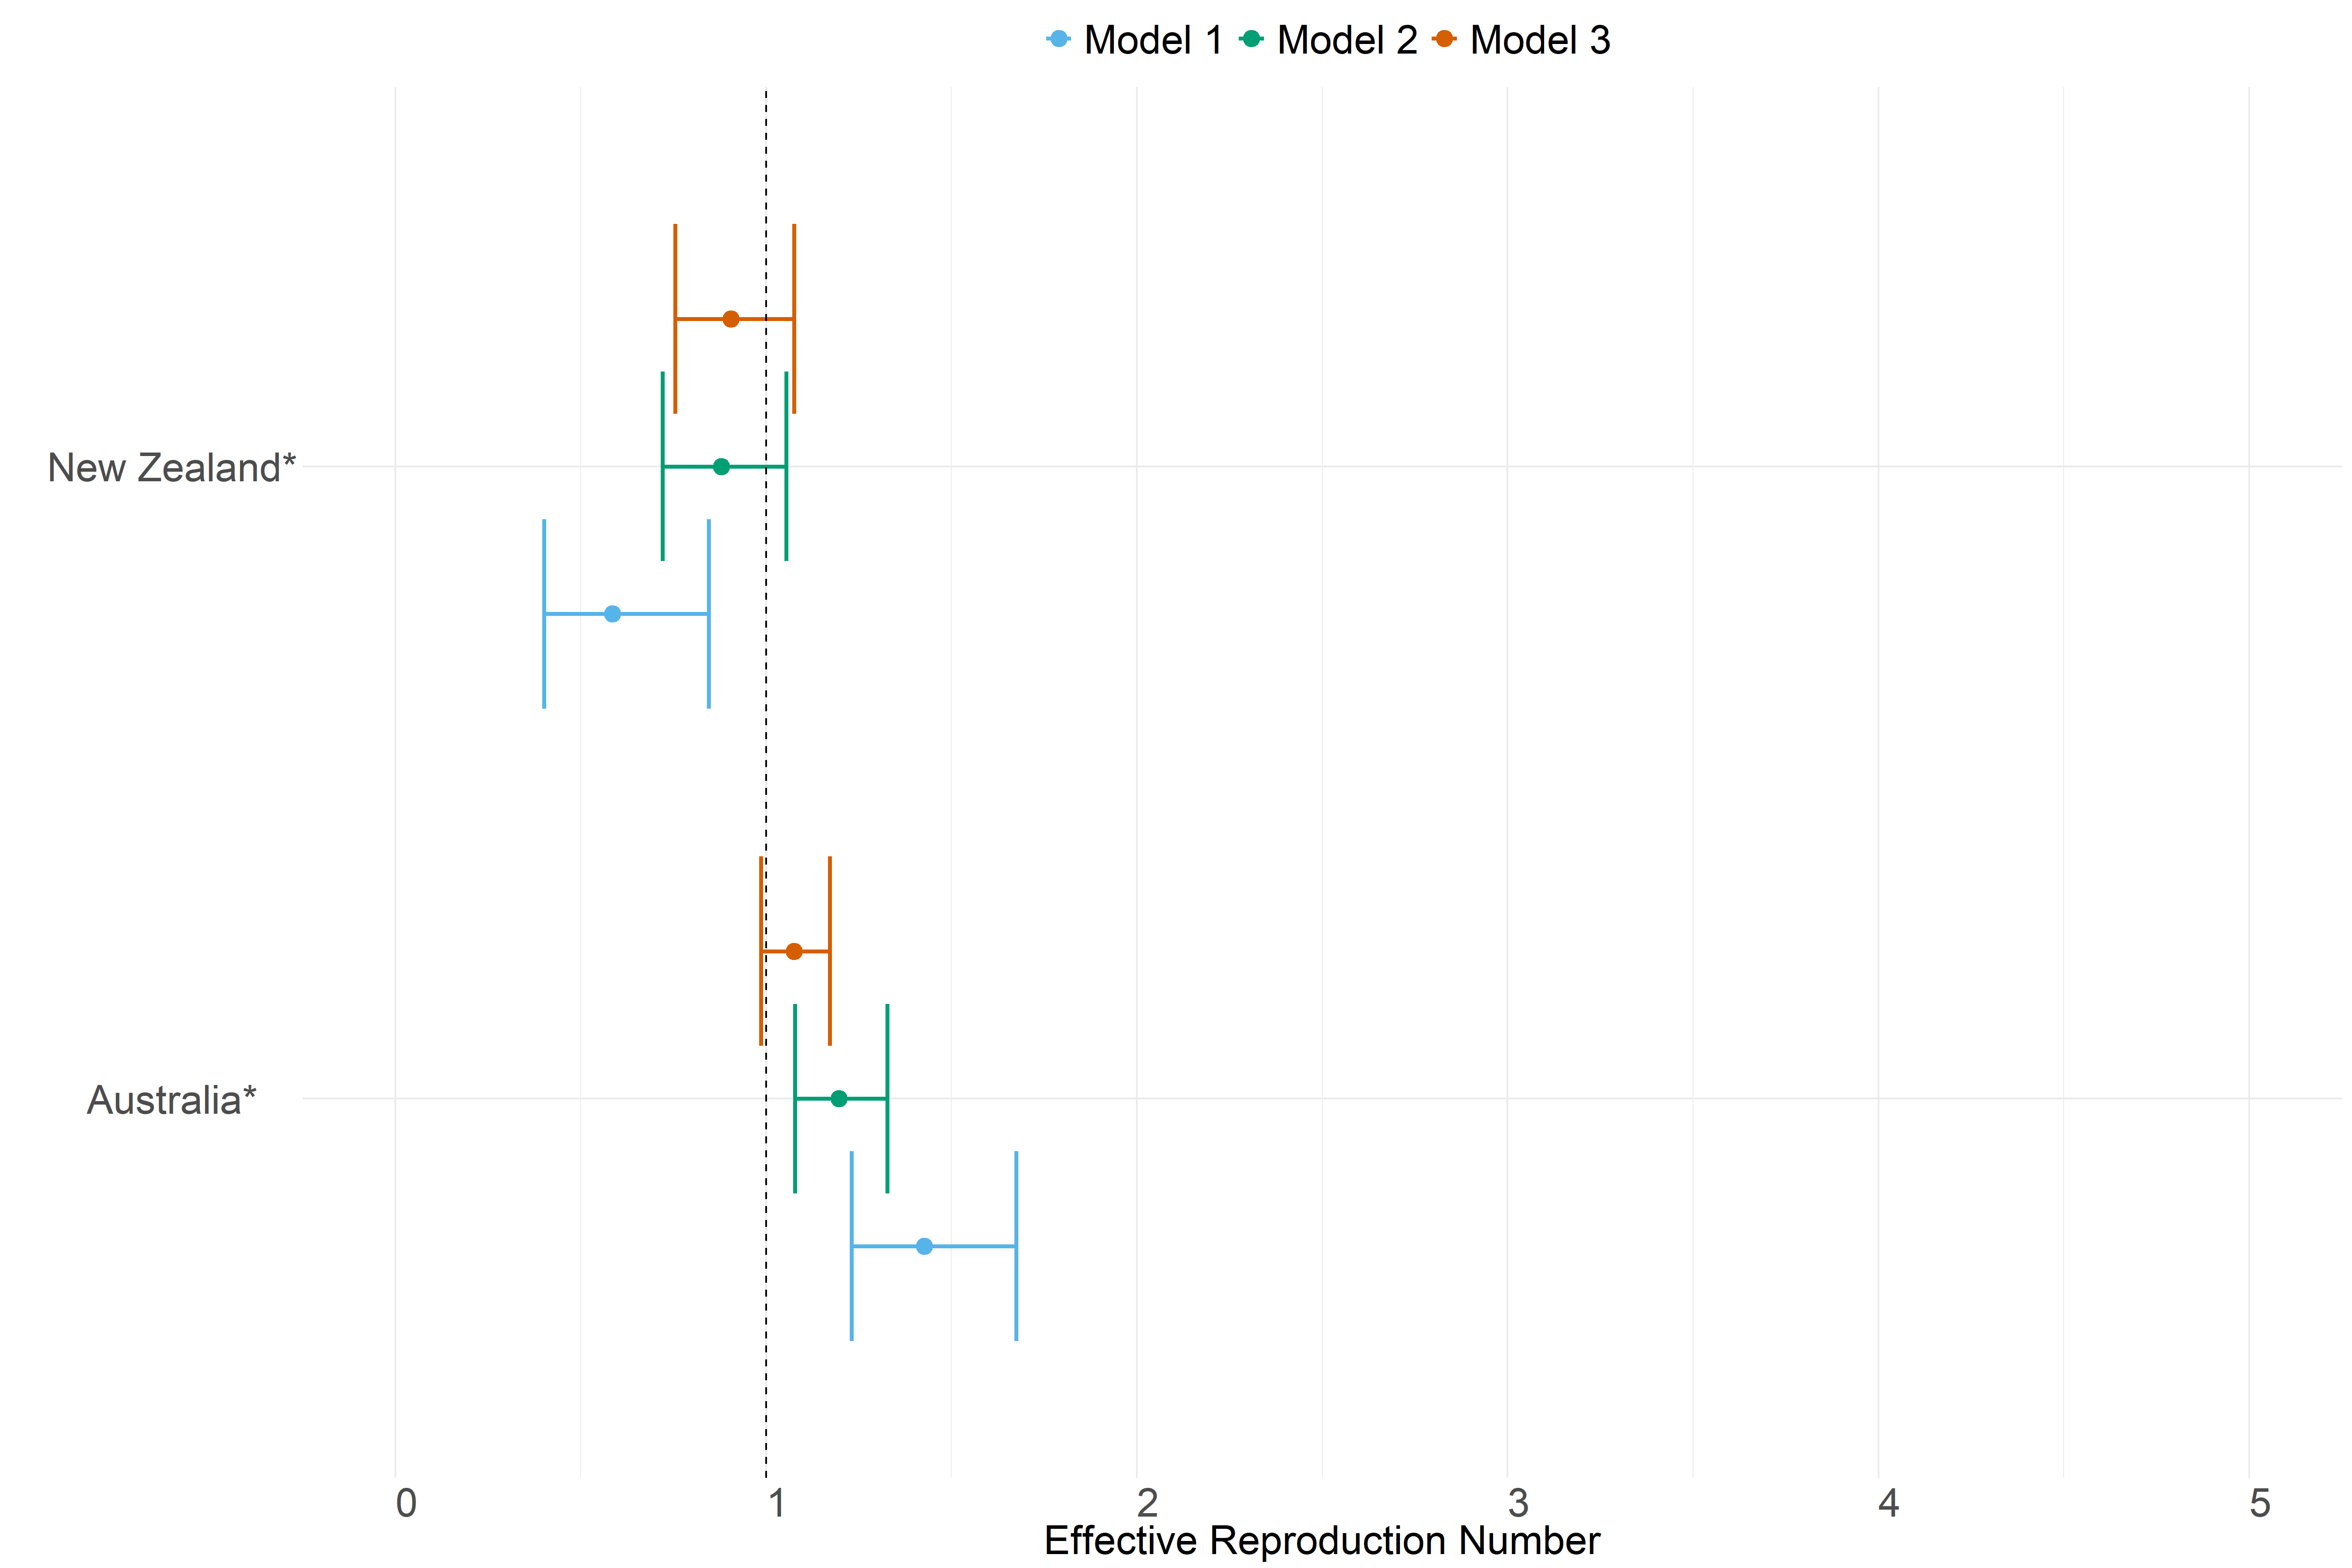 Model 1 Model 2 Model 3
New Zealand*
Australia*
0 1 2 3 4 5
Effective Reproduction Number